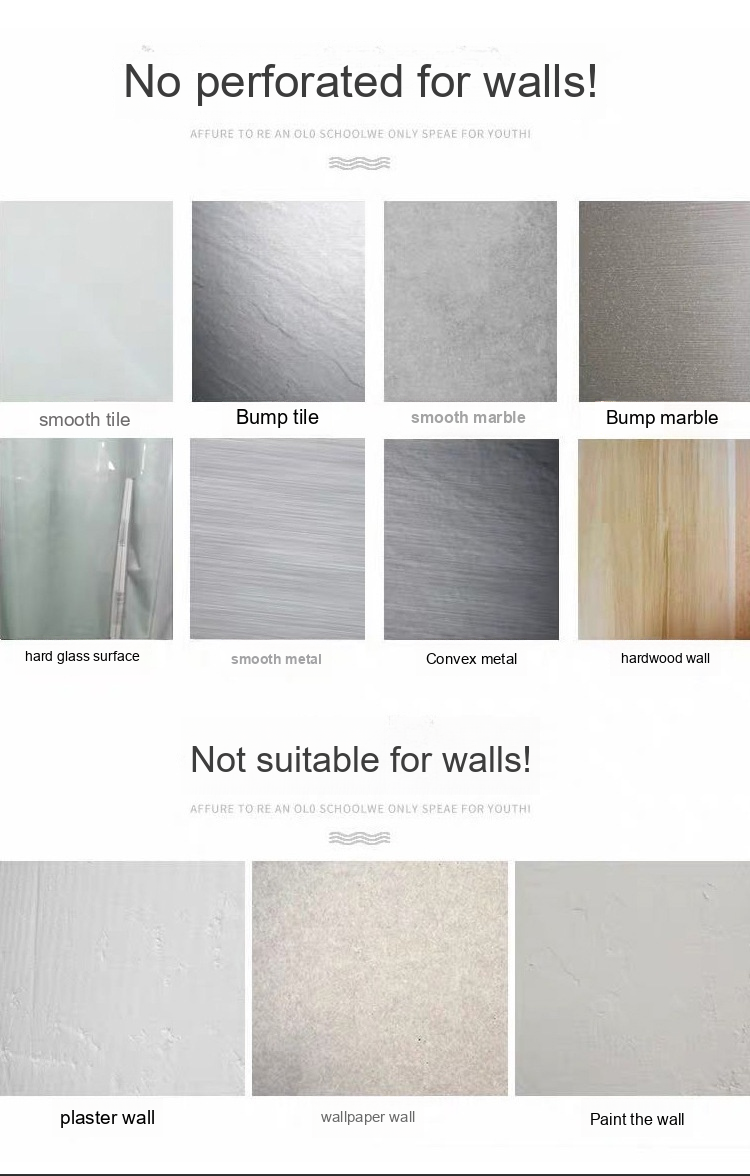 No perforated for walls!
AFFURE TO RE AN OL0 SCHOOLWE ONLY SPEAE FOR YOUTH!
smooth tile
Bump tile
smooth marble
Bump marble
hard glass surface
smooth metal
Convex metal
hardwood wall
Not suitable for walls!
AFFURE TO RE AN OL0 SCHOOLWE ONLY SPEAE FOR YOUTH!
plaster wall
wallpaper wall
Paint the wall